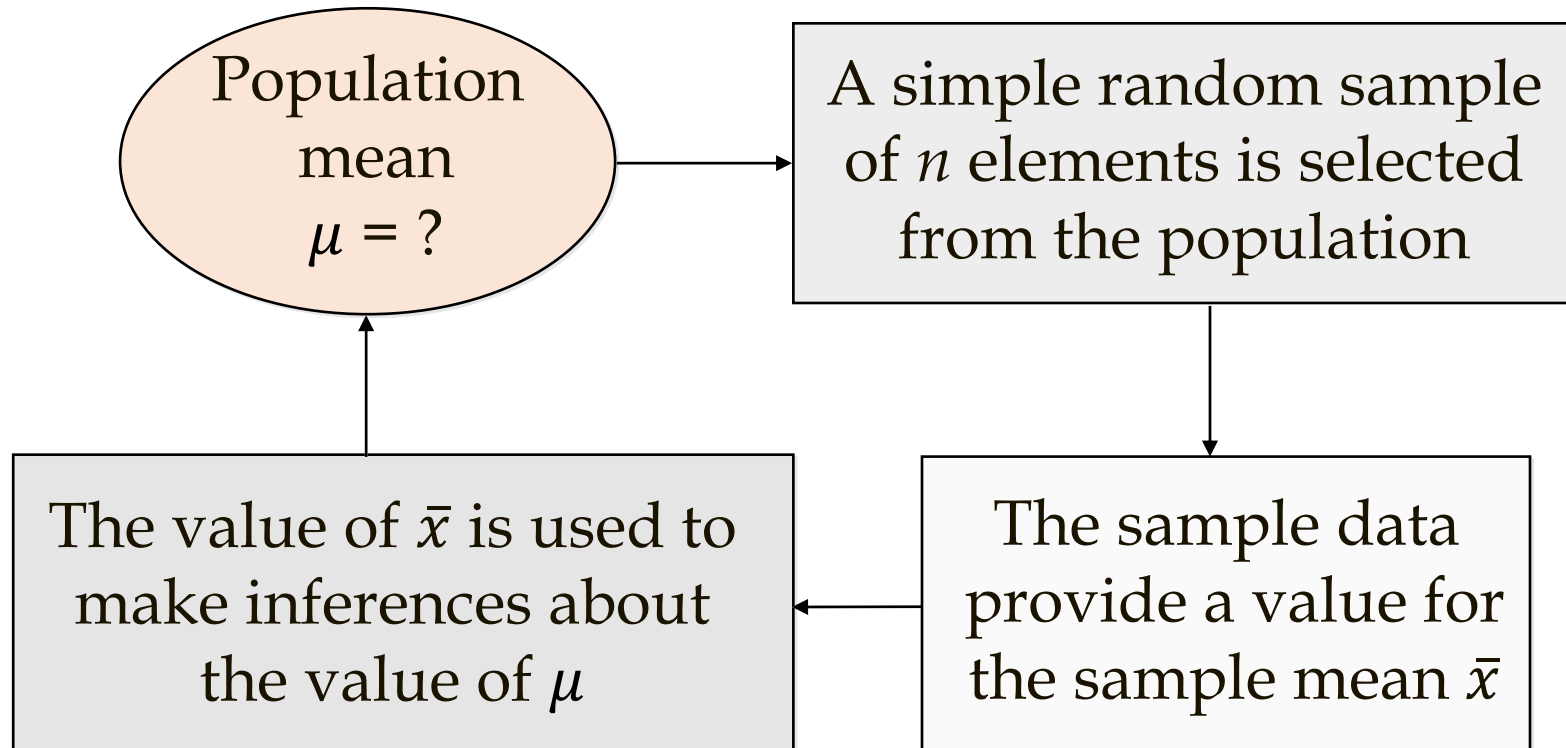 Population
mean
μ = ?
A simple random sample
of n elements is selected
from the population
The sample data
provide a value for
the sample mean x̄
The value of x̄ is used to
make inferences about
the value of μ